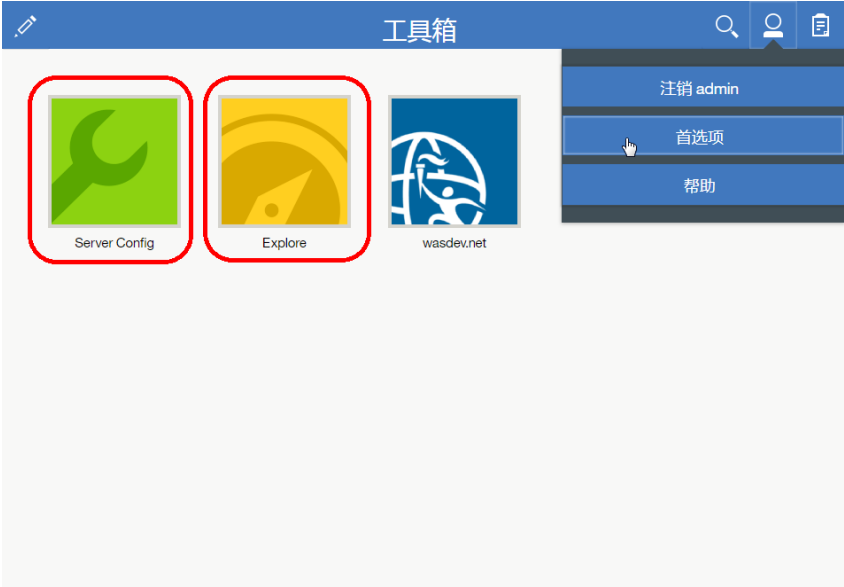 工具箱
注销 admin
首选项
帮助
Server Config
Explore
wasdev.net